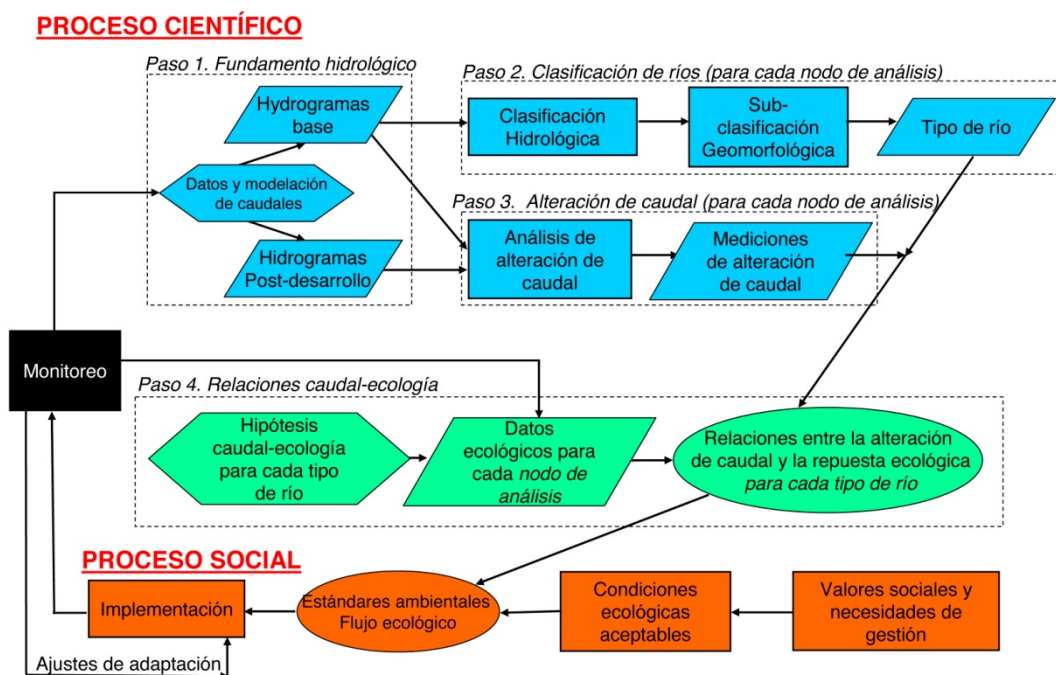 PROCESO CIENTÍFICO
Paso 1. Fundamento hidrológico
Hydrogramas
base
Datos y modelación
de caudales
Hidrogramas
Post-desarrollo
Paso 2. Clasificación de ríos (para cada nodo de análisis)
Clasificación
Hidrológica
Sub-
clasificación
Geomorfológica
Tipo de río
Paso 3. Alteración de caudal (para cada nodo de análisis)
Análisis de
alteración de
caudal
Mediciones
de alteración
de caudal
Monitoreo
Paso 4. Relaciones caudal-ecología
Hipótesis
caudal-ecología
para cada tipo
de río
Datos
ecológicos para
cada nodo de
análisis
Relaciones entre la alteración
de caudal y la repuesta ecológica
para cada tipo de río
PROCESO SOCIAL
Implementación
Estándares ambientales
Flujo ecológico
Condiciones
ecológicas
aceptables
Valores sociales y
necesidades de
gestión
Ajustes de adaptación